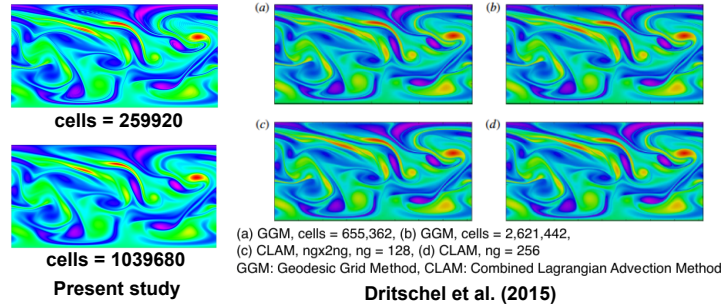 cells = 259920
cells = 1039680
Present study
(a)
(b)
(c)
(d)
(a) GGM, cells = 655,362, (b) GGM, cells = 2,621,442,
(c) CLAM, ngx2ng, ng = 128, (d) CLAM, ng = 256
GGM: Geodesic Grid Method, CLAM: Combined Lagrangian Advection Method
Dritschel et al. (2015)